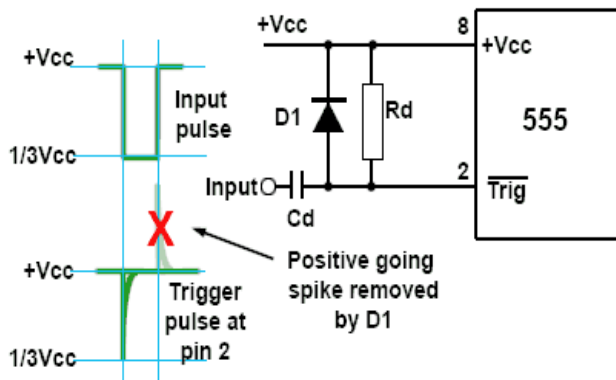 +Vcc
Input
pulse
1/3Vcc
+Vcc
8
+Vcc
D1
Rd
555
Input
Cd
2
Trig
X
Positive going
spike removed
by D1
+Vcc
Trigger
pulse at
pin 2
1/3Vcc